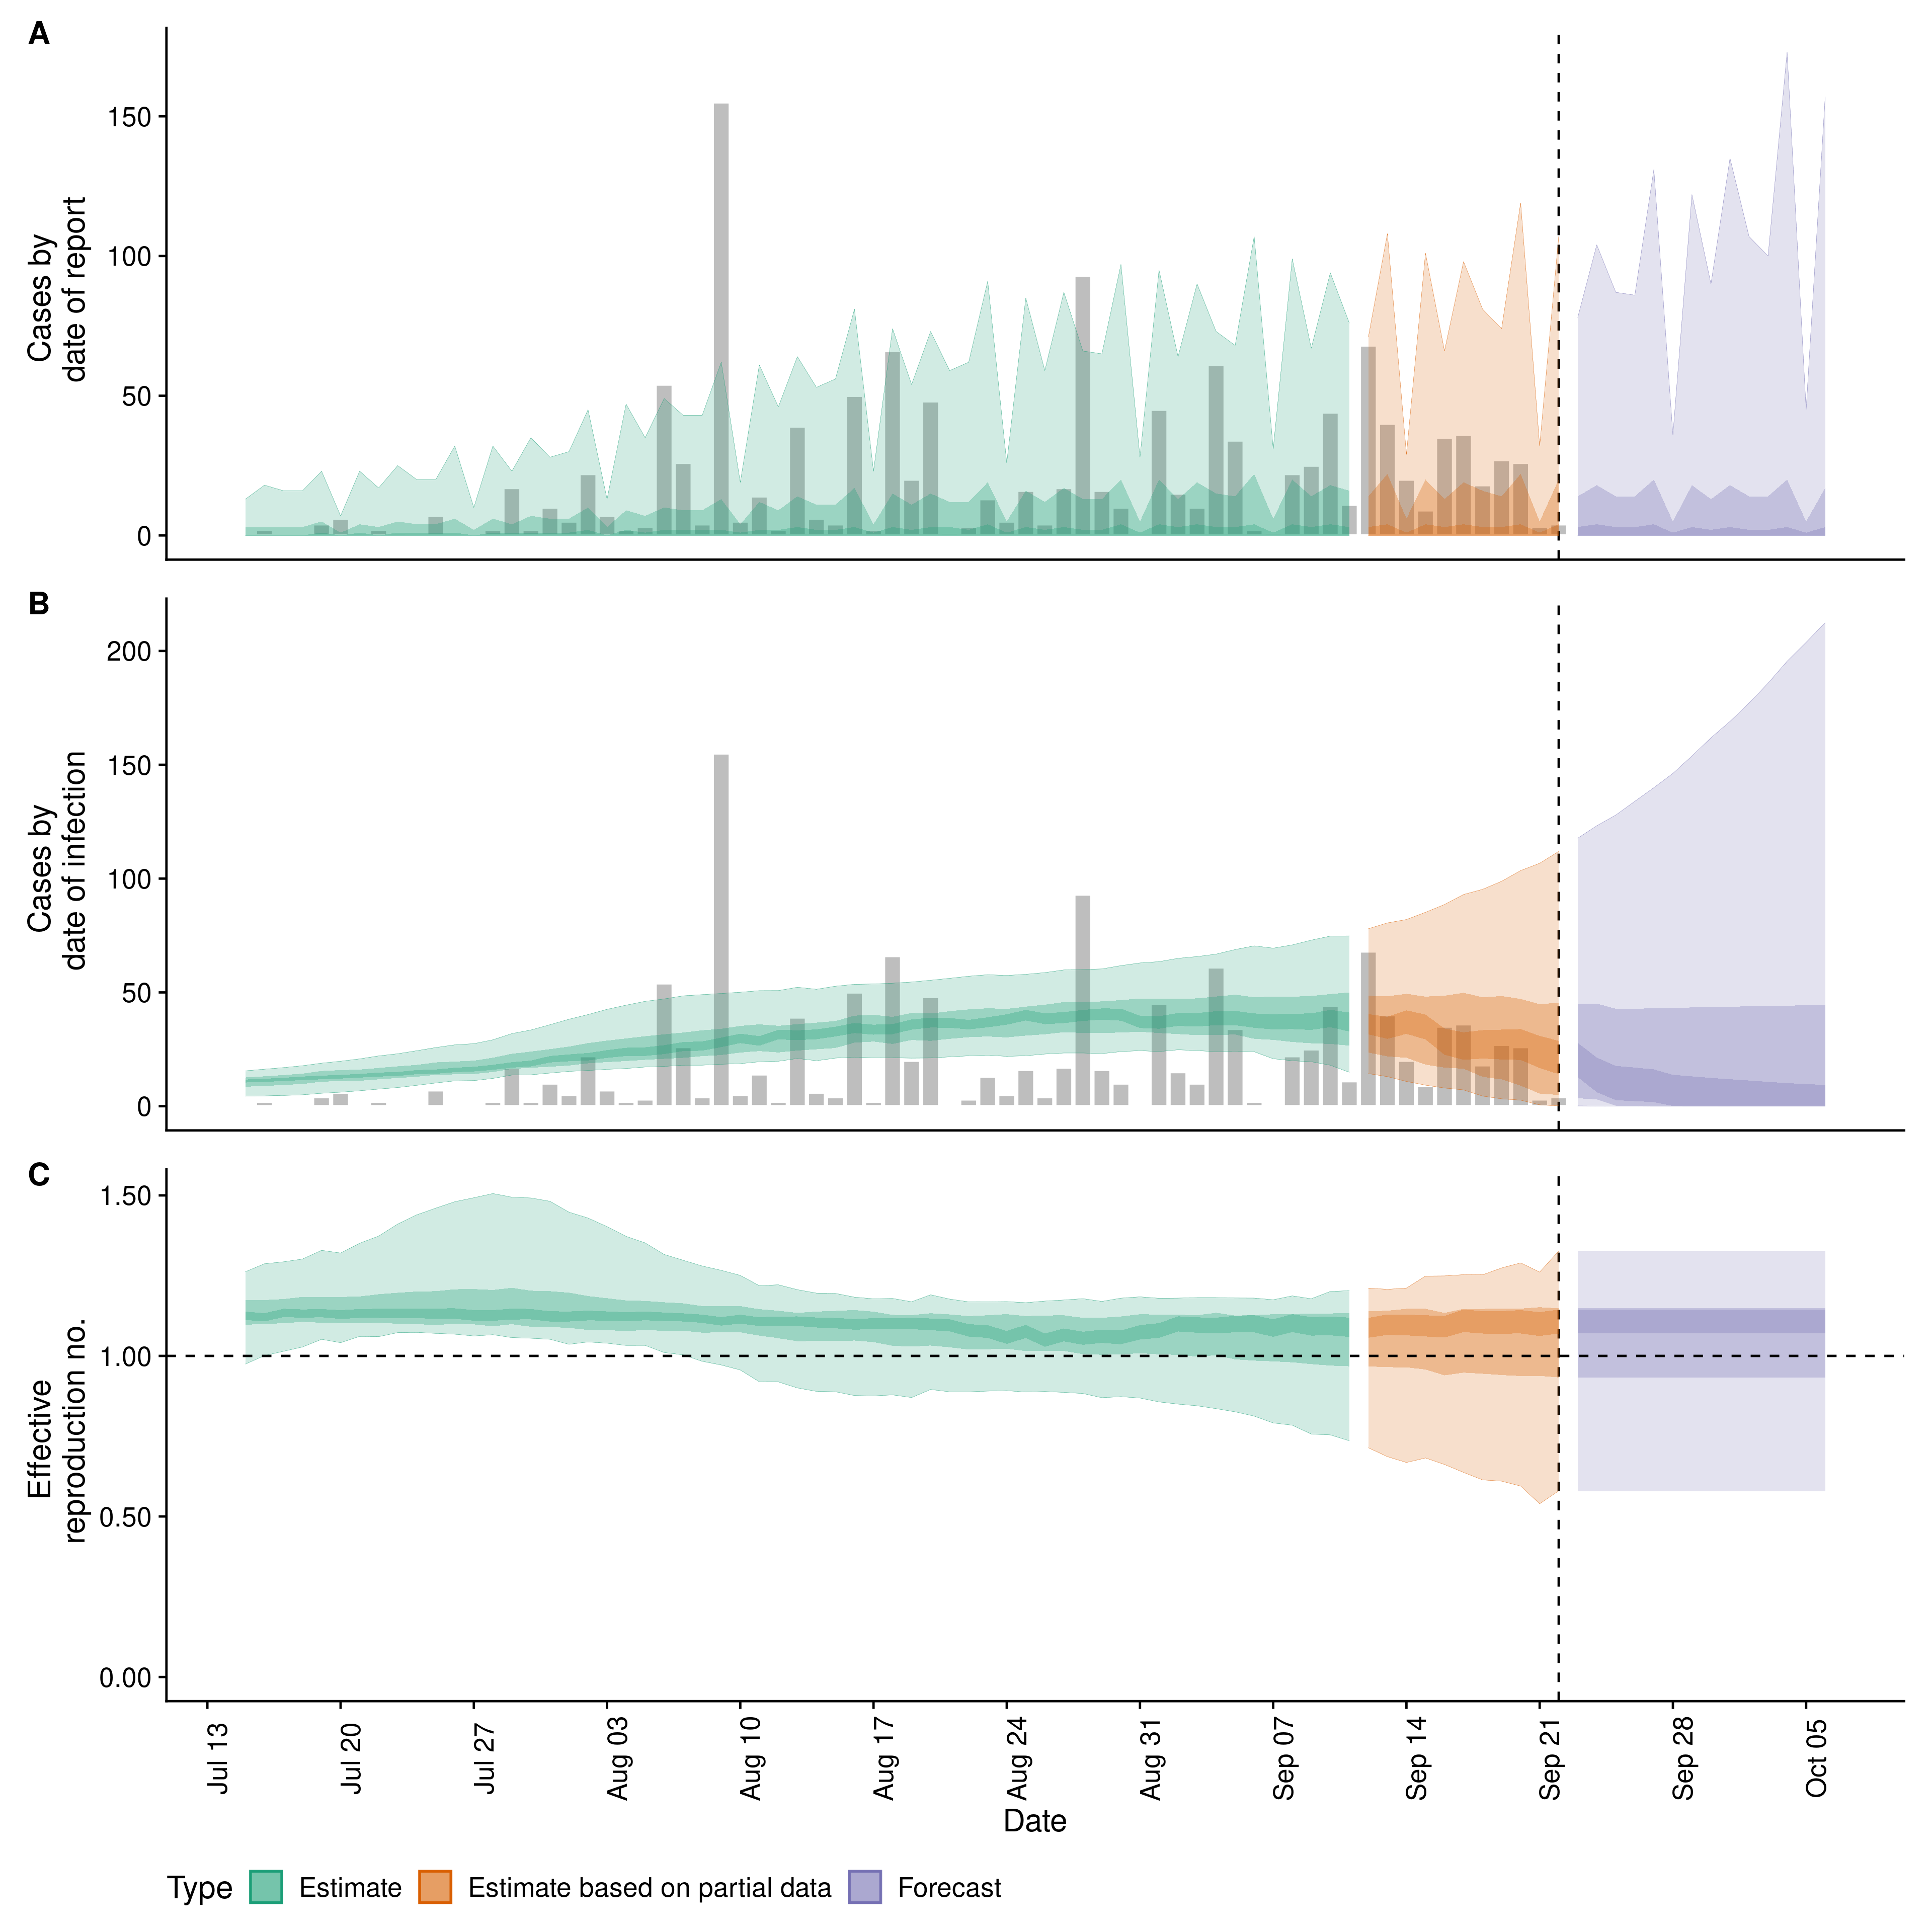 A
Cases by
date of report
150
100
50
0
B
Cases by
date of infection
200
150
100
50
0
C
Effective
reproduction no.
1.50
1.00
0.50
0.00
Jul 13
Jul 20
Jul 27
Aug 03
Aug 10
Aug 17
Aug 24
Aug 31
Sep 07
Sep 14
Sep 21
Sep 28
Oct 05
Date
Type Estimate Estimate based on partial data Forecast